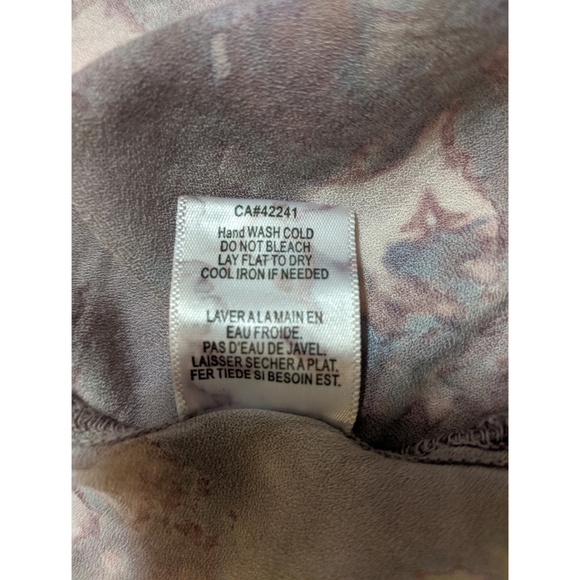 CA#42241
Hand WASH COLD
DO NOT BLEACH
LAY FLAT TO DRY
COOL IRON IF NEEDED
LAVER A LA MAIN EN
EAU FROIDE.
PAS D'EAU DE JAVEL.
LAISSER SECHER A PLAT.
FER TIEDE SI BESOIN EST.